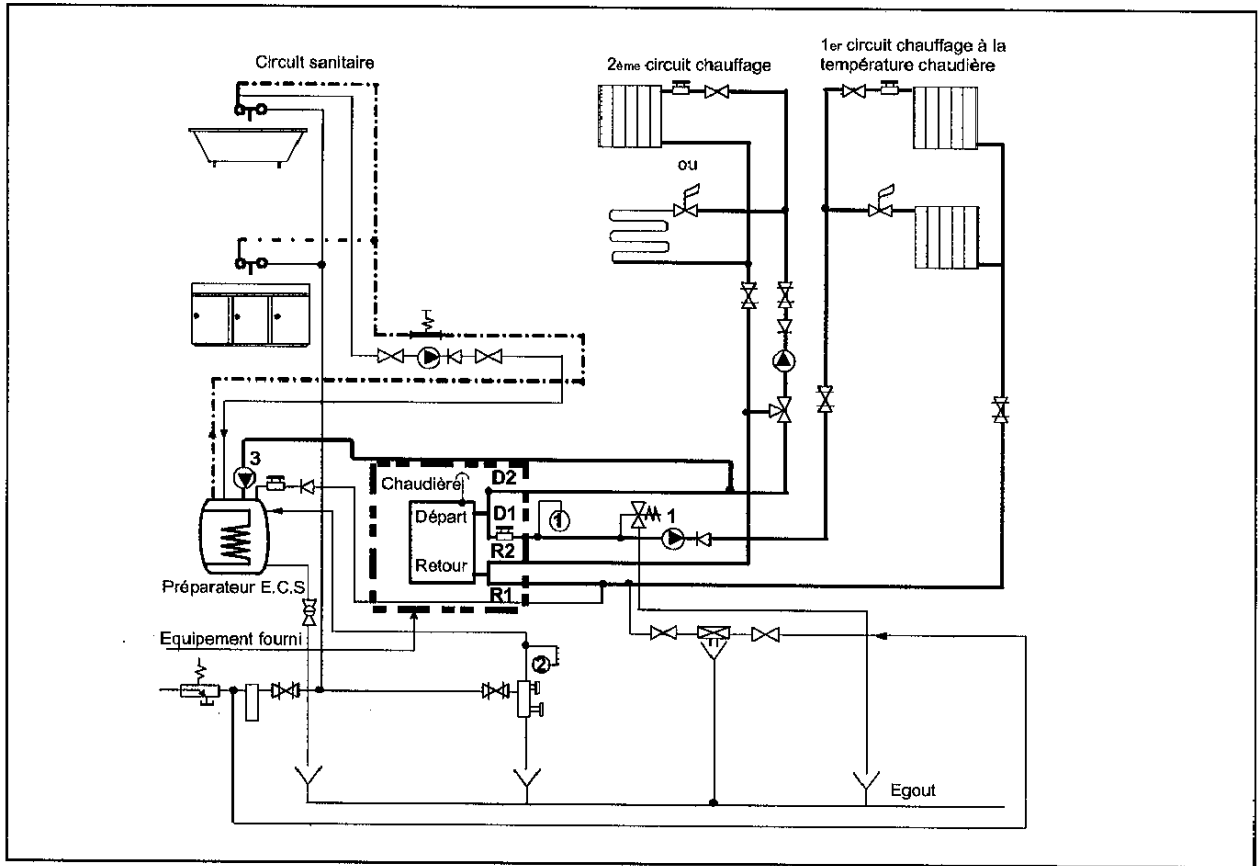 Circuit sanitaire
2ème circuit chauffage
1er circuit chauffage à la
température chaudière
ou
3
Chaudière
D2
Départ
D1
1
1
R2
Retour
R1
Préparateur E.C.S
Equipement fourni
2
Egout